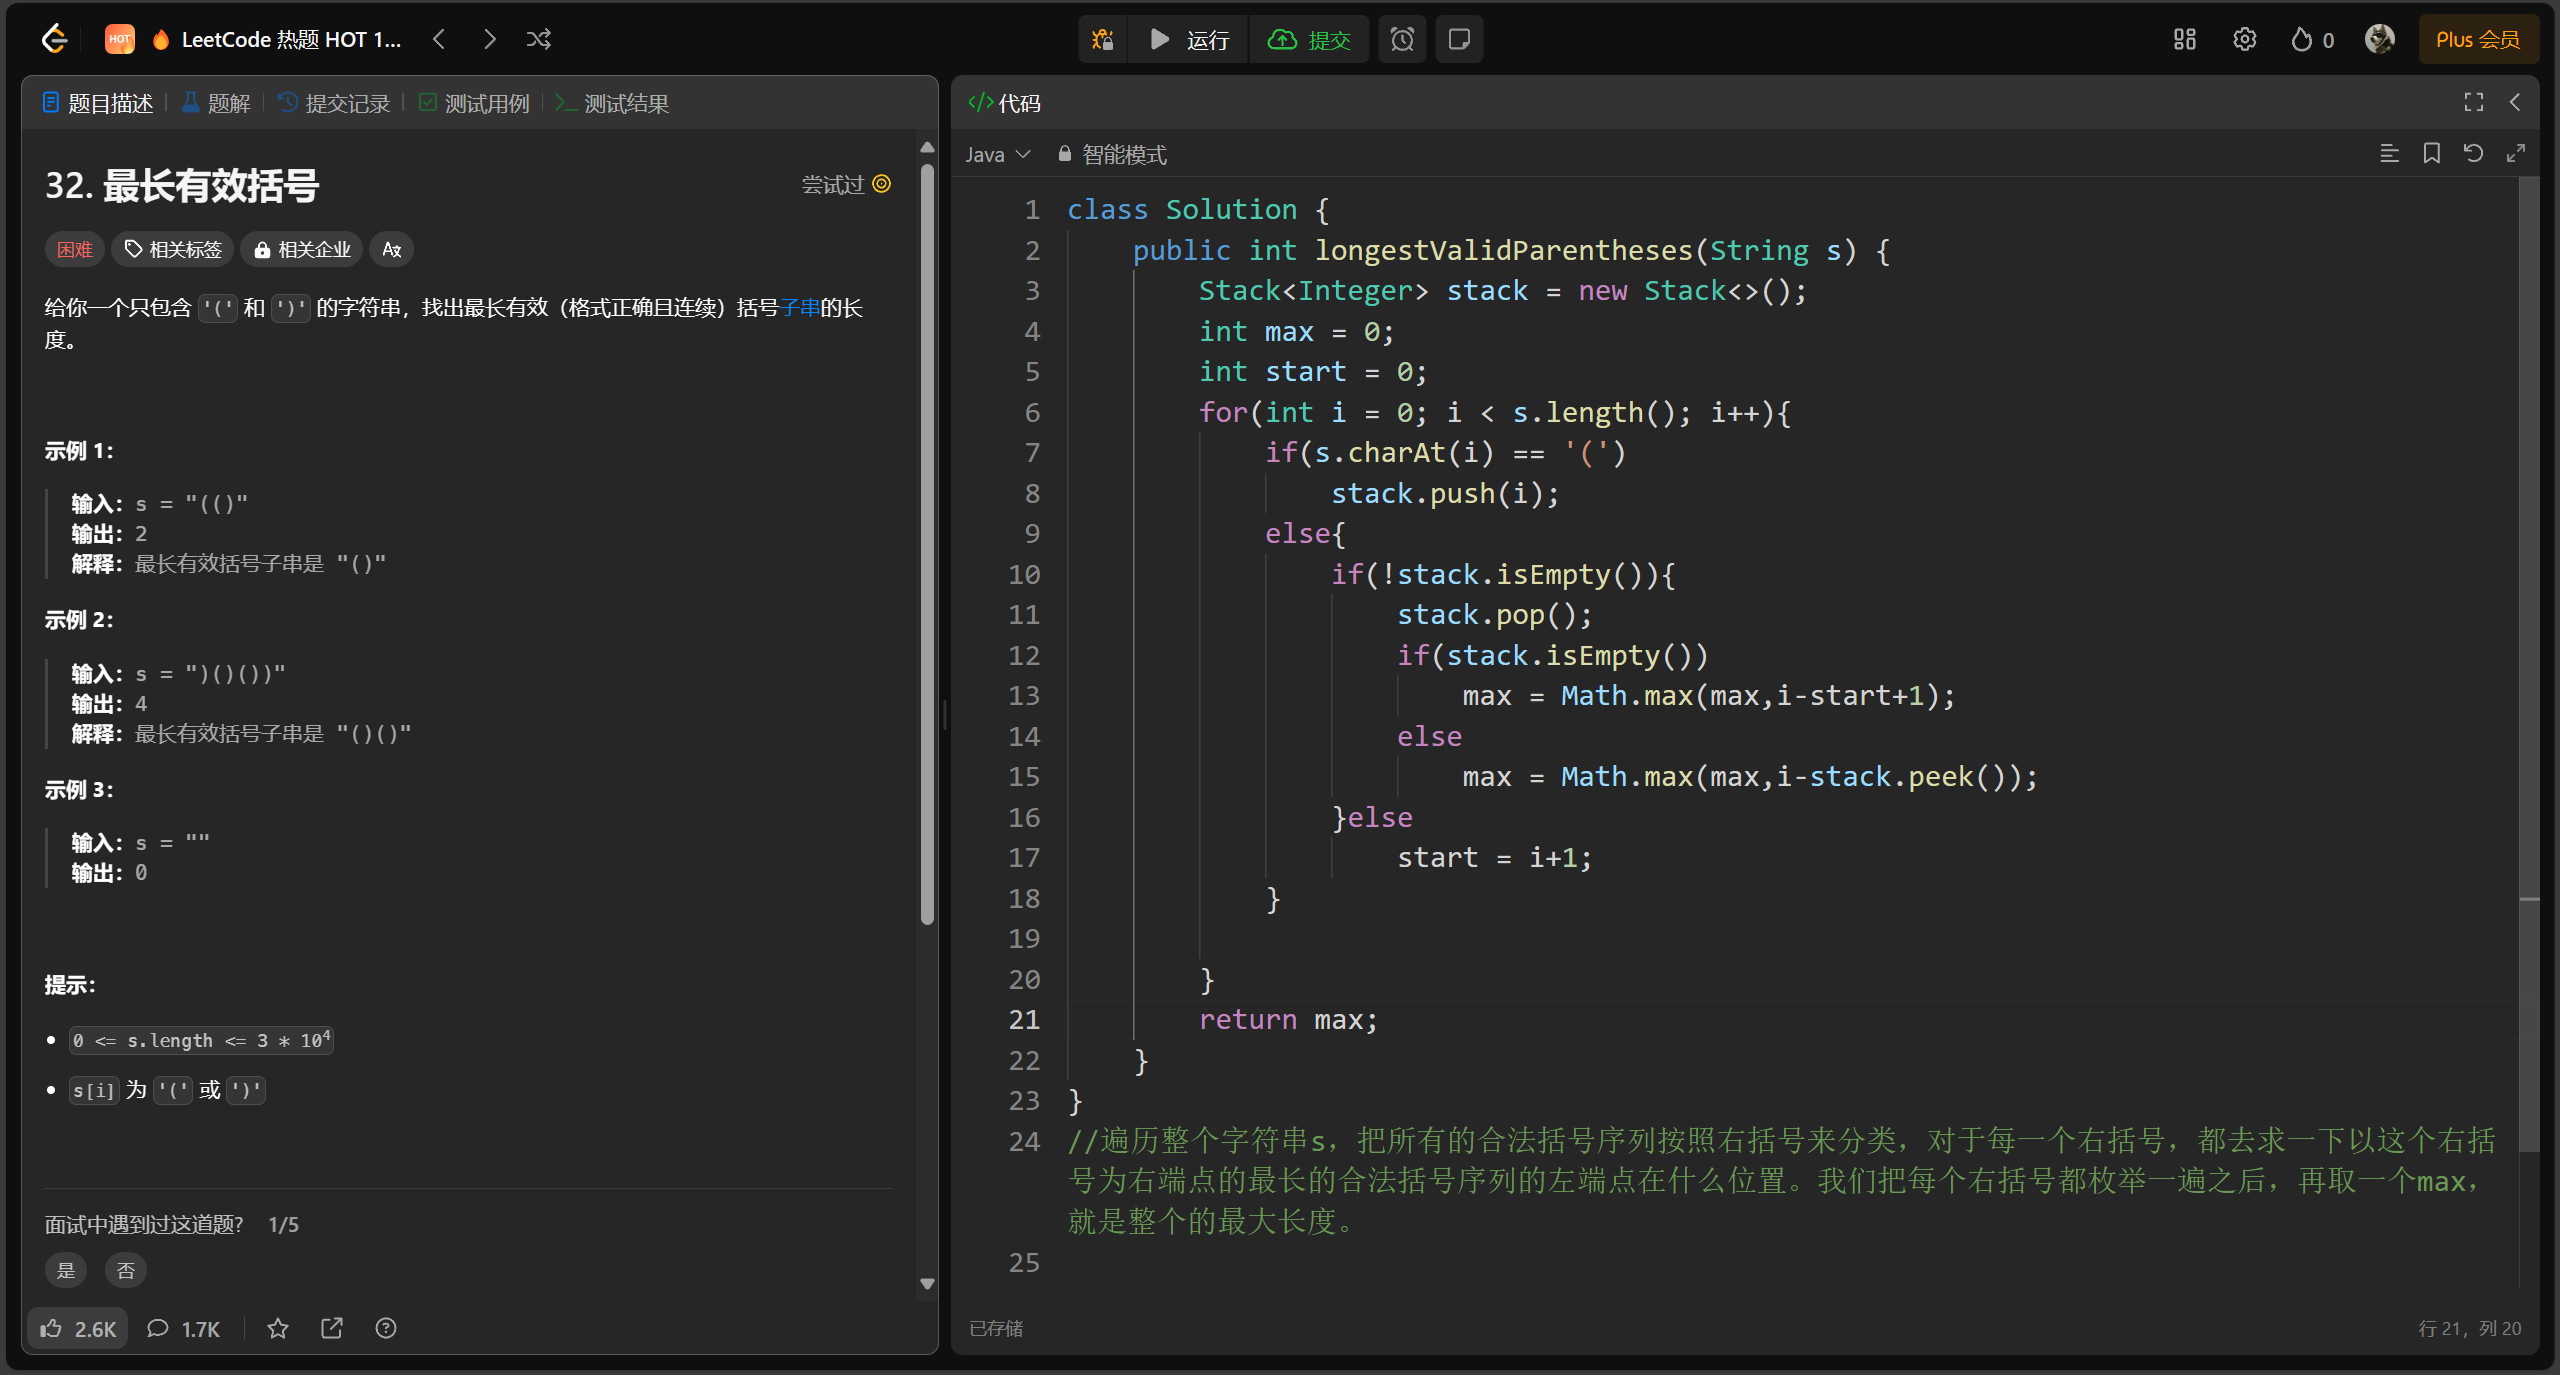 HOT LeetCode 热题 HOT 1... 运行 提交 0 Plus 会员
题目描述 题解 提交记录 测试用例 测试结果
32. 最长有效括号 尝试过
困难 相关标签 相关企业
给你一个只包含 '(' 和 ')' 的字符串，找出最长有效（格式正确且连续）括号子串的长
度。
示例 1：
输入：s = "(()"
输出：2
解释：最长有效括号子串是 "()"
示例 2：
输入：s = ")()())"
输出：4
解释：最长有效括号子串是 "()()"
示例 3：
输入：s = ""
输出：0
提示：
0 <= s.length <= 3 * 10⁴
s[i] 为 '(' 或 ')'
面试中遇到过这道题? 1/5
是 否
2.6K 1.7K
代码
Java 智能模式
1 class Solution {
2     public int longestValidParentheses(String s) {
3         Stack<Integer> stack = new Stack<>();
4         int max = 0;
5         int start = 0;
6         for(int i = 0; i < s.length(); i++){
7             if(s.charAt(i) == '(')
8                 stack.push(i);
9             else{
10                 if(!stack.isEmpty()){
11                     stack.pop();
12                     if(stack.isEmpty())
13                         max = Math.max(max,i-start+1);
14                     else
15                         max = Math.max(max,i-stack.peek());
16                 }else
17                     start = i+1;
18             }
19
20         }
21         return max;
22     }
23 }
24 //遍历整个字符串s，把所有的合法括号序列按照右括号来分类，对于每一个右括号，都去求一下以这个右括
号为右端点的最长的合法括号序列的左端点在什么位置。我们把每个右括号都枚举一遍之后，再取一个max，
就是整个的最大长度。
25
已存储 行 21，列 20